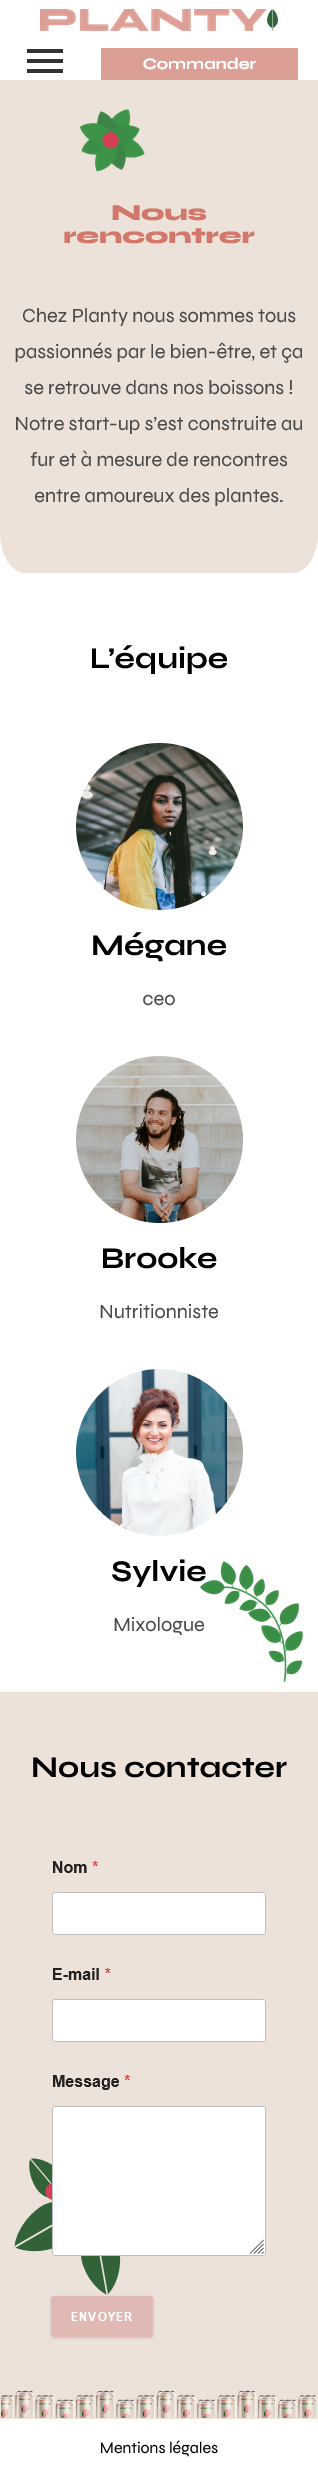 PLANTY
Commander
Nous
rencontrer
Chez Planty nous sommes tous
passionnés par le bien-être, et ça
se retrouve dans nos boissons !
Notre start-up s’est construite au
fur et à mesure de rencontres
entre amoureux des plantes.
L’équipe
Mégane
ceo
Brooke
Nutritionniste
Sylvie
Mixologue
Nous contacter
Nom *
E-mail *
Message *
ENVOYER
Mentions légales